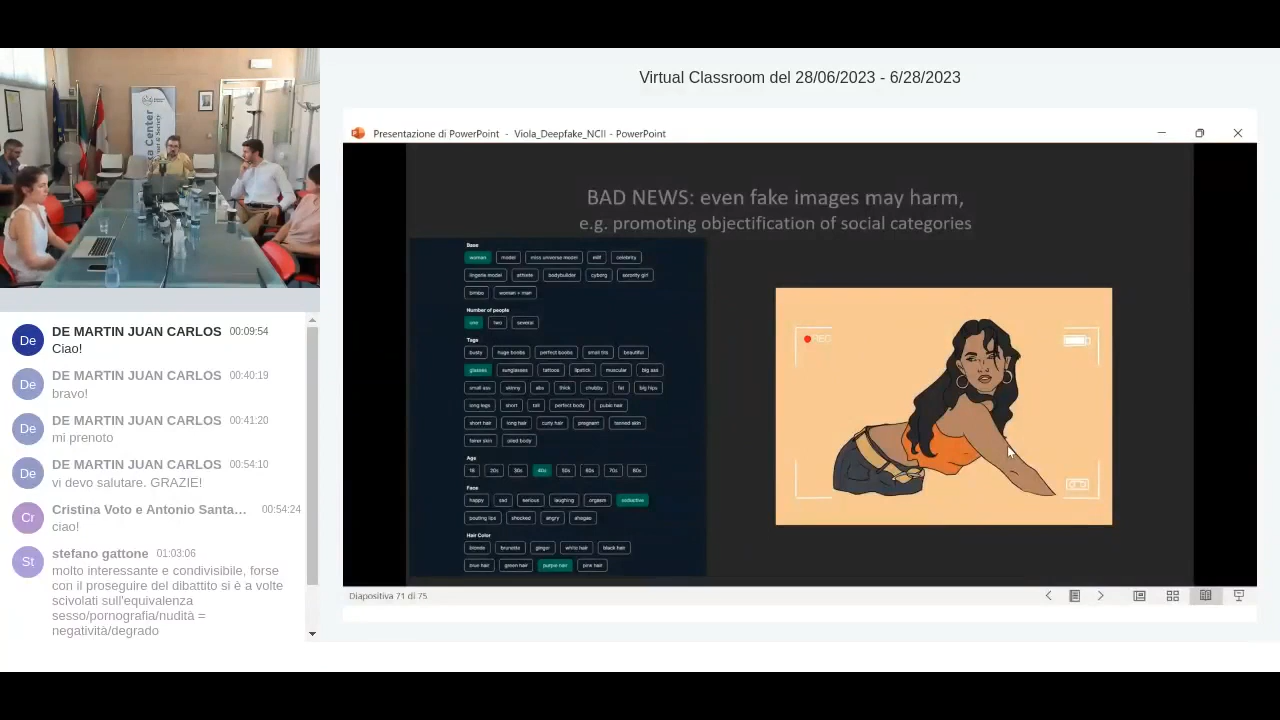 Virtual Classroom del 28/06/2023 - 6/28/2023
DE MARTIN JUAN CARLOS 00:09:54
Ciao!
DE MARTIN JUAN CARLOS 00:40:19
bravo!
DE MARTIN JUAN CARLOS 00:41:20
mi prenoto
DE MARTIN JUAN CARLOS 00:54:10
vi devo salutare. GRAZIE!
Cristina Voto e Antonio Santa… 00:54:24
ciao!
stefano gattone 01:03:06
molto interessante e condivisibile, forse
con il proseguire del dibattito si è a volte
scivolati sull'equivalenza
sesso/pornografia/nudità =
negatività/degrado
De
De
De
De
Cr
St
Presentazione di PowerPoint - Viola_Deepfake_NCII - PowerPoint
BAD NEWS: even fake images may harm,
e.g. promoting objectification of social categories
Base
woman model miss universe model milf celebrity
lingerie model athlete bodybuilder cyborg sorority girl
bimbo woman + man
Number of people
one two several
Tags
busty huge boobs perfect boobs small tits beautiful
glasses sunglasses tattoos lipstick muscular big ass
small ass skinny abs thick chubby fat big hips
long legs short tall perfect body pubic hair
short hair long hair curly hair pregnant tanned skin
fairer skin oiled body
Age
18 20s 30s 40s 50s 60s 70s 80s
Face
happy sad serious laughing orgasm seductive
pouting lips shocked angry ahegao
Hair Color
blonde brunette ginger white hair black hair
blue hair green hair purple hair pink hair
REC
Diapositiva 71 di 75